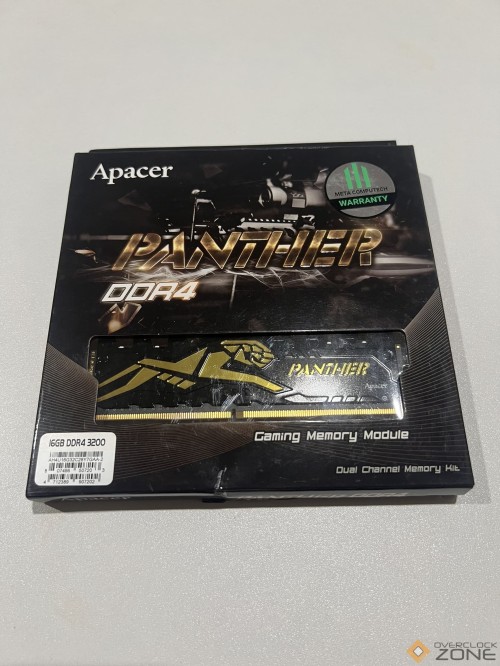 Apacer
META COMPUTECH
WARRANTY
PANTHER
DDR4
PANTHER
Apacer
Gaming Memory Module
16GB DDR4 3200
Dual Channel Memory Kit
OVERCLOCK
ZONE